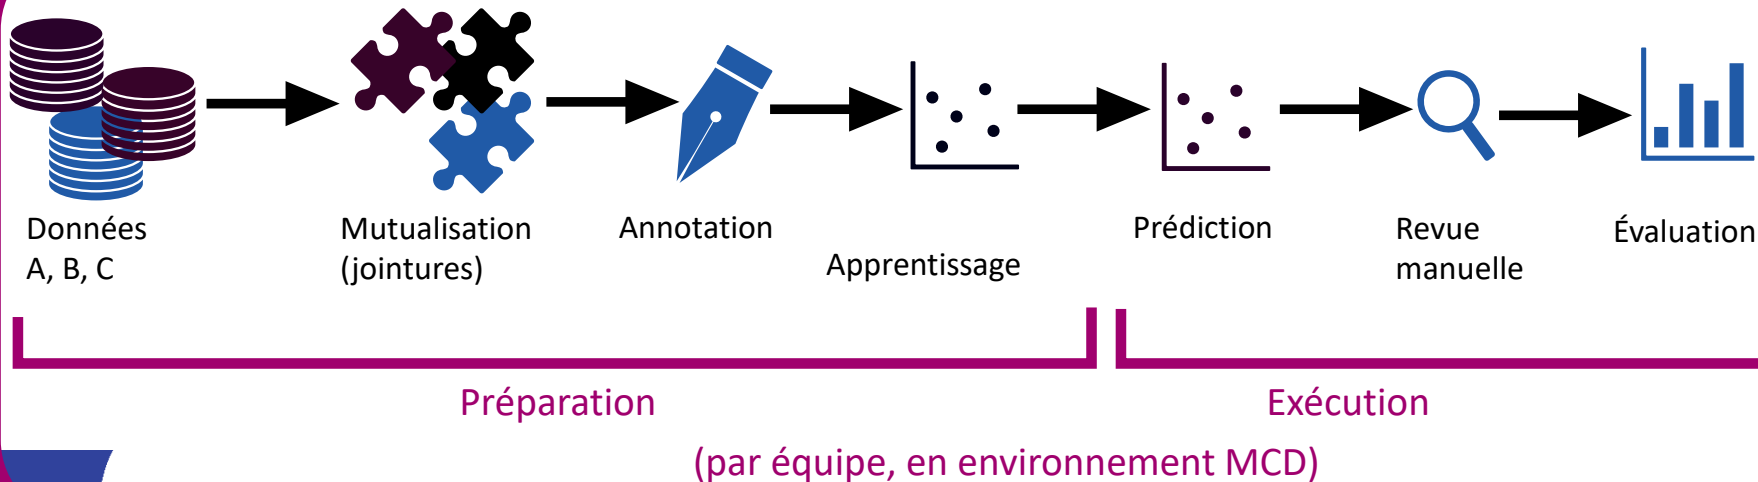 Données
A, B, C
Mutualisation
(jointures)
Annotation
Apprentissage
Prédiction
Revue
manuelle
Évaluation
Préparation
Exécution
(par équipe, en environnement MCD)